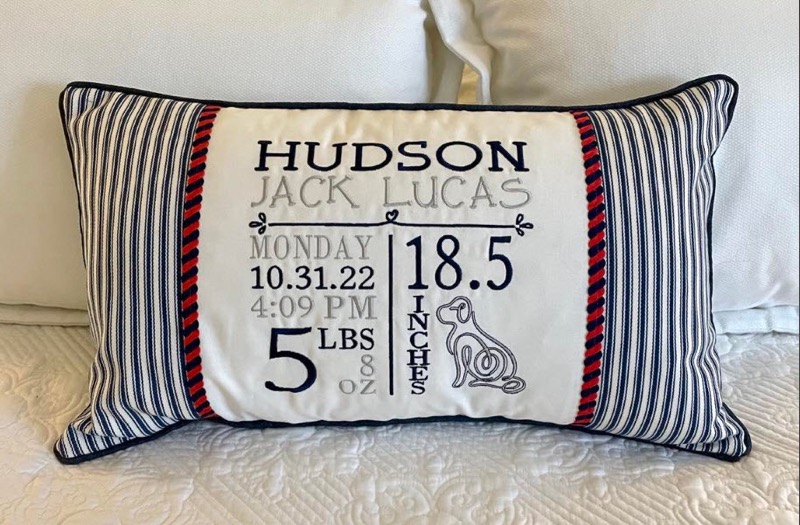 HUDSON
JACK LUCAS
MONDAY
10.31.22
4:09 PM
5 LBS
8
OZ
18.5
INCHES